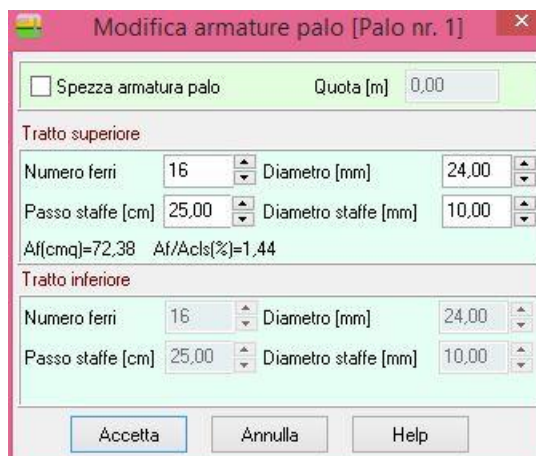 Modifica armature palo [Palo nr. 1]
Spezza armatura palo Quota [m] 0,00
Tratto superiore
Numero ferri 16 Diametro [mm] 24,00
Passo staffe [cm] 25,00 Diametro staffe [mm] 10,00
Af(cmq)=72,38 Af/Acls(%)=1,44
Tratto inferiore
Numero ferri 16 Diametro [mm] 24,00
Passo staffe [cm] 25,00 Diametro staffe [mm] 10,00
Accetta Annulla Help